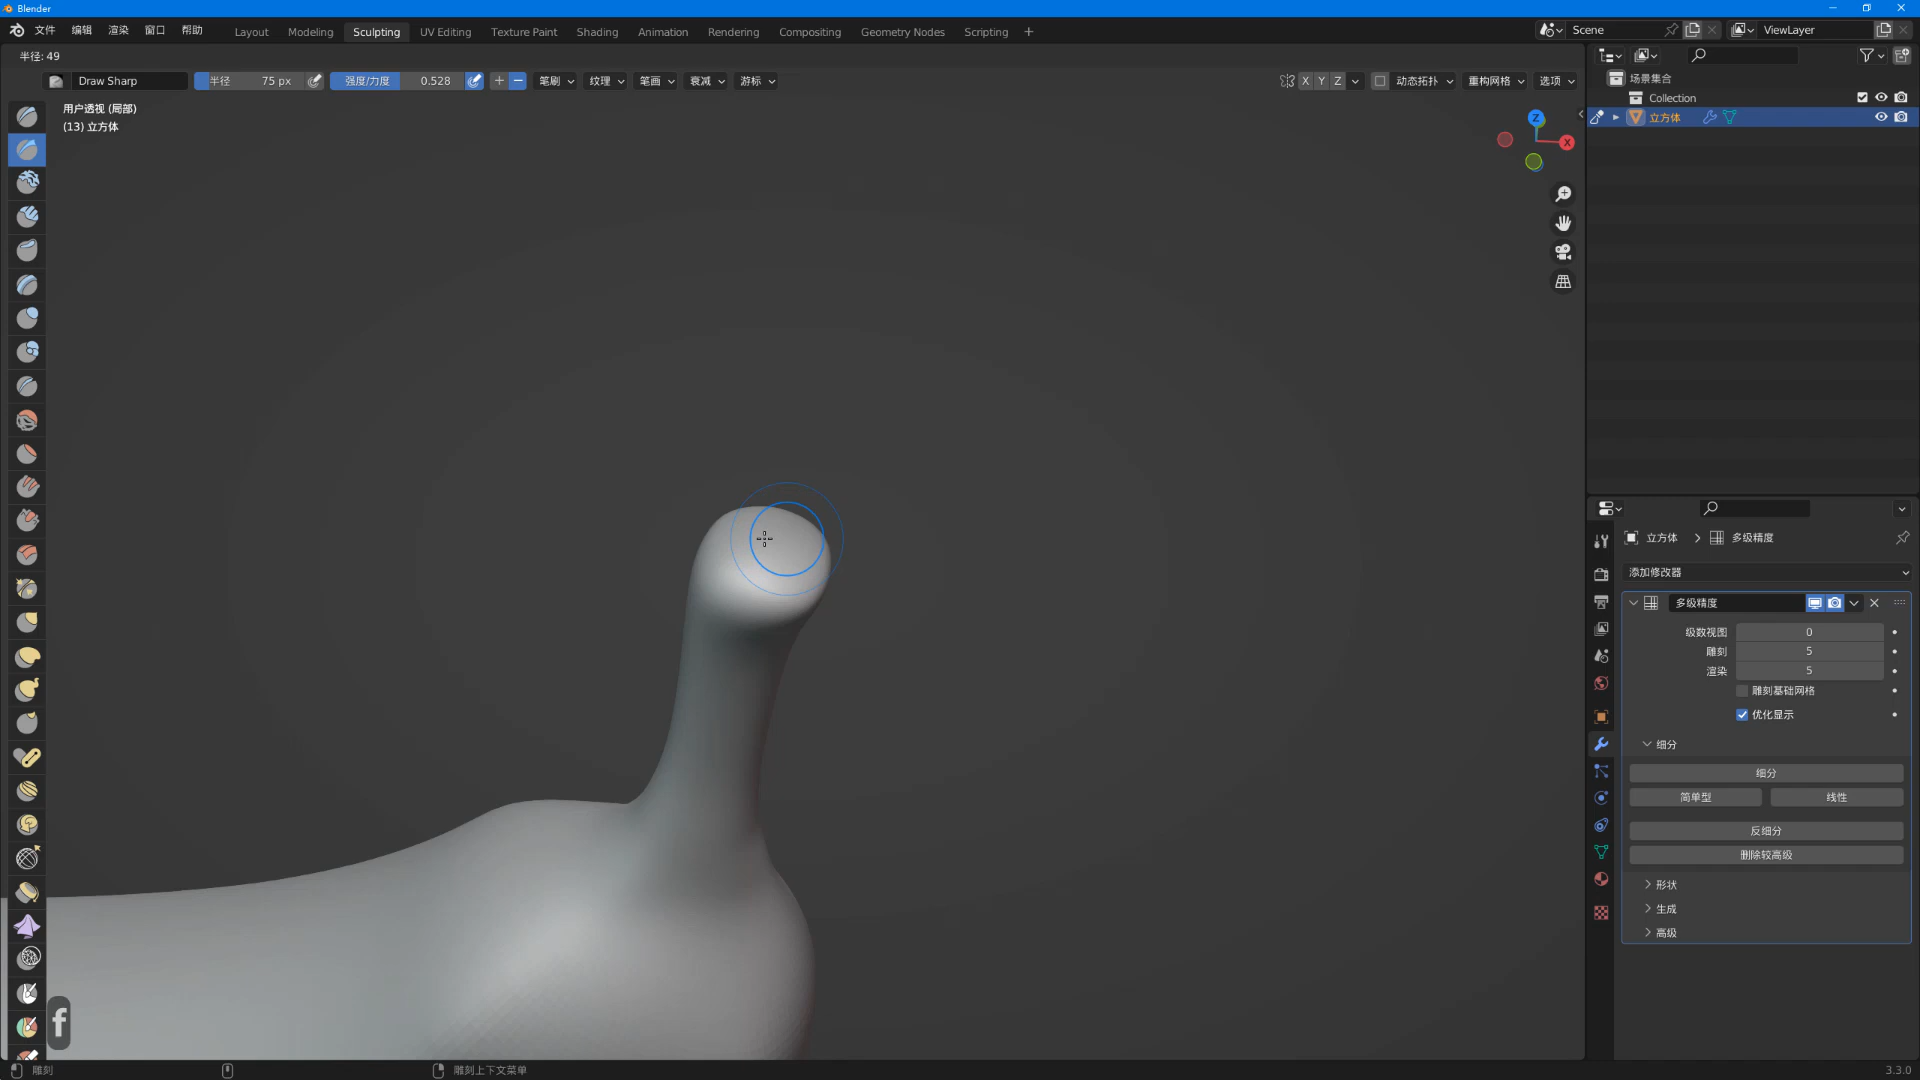 Blender
文件 编辑 渲染 窗口 帮助 Layout Modeling Sculpting UV Editing Texture Paint Shading Animation Rendering Compositing Geometry Nodes Scripting + Scene ViewLayer
半径: 49
Draw Sharp 半径 75 px 强度/力度 0.528 笔刷 纹理 笔画 衰减 游标 X Y Z 动态拓扑 重构网格 选项
用户透视 (局部)
(13) 立方体
Z
X
场景集合
Collection
立方体
立方体 > 多级精度
添加修改器
多级精度
级数视图 0
雕刻 5
渲染 5
雕刻基础网格
优化显示
细分
细分
简单型 线性
反细分
删除较高级
形状
生成
高级
f
雕刻 雕刻上下文菜单 3.3.0